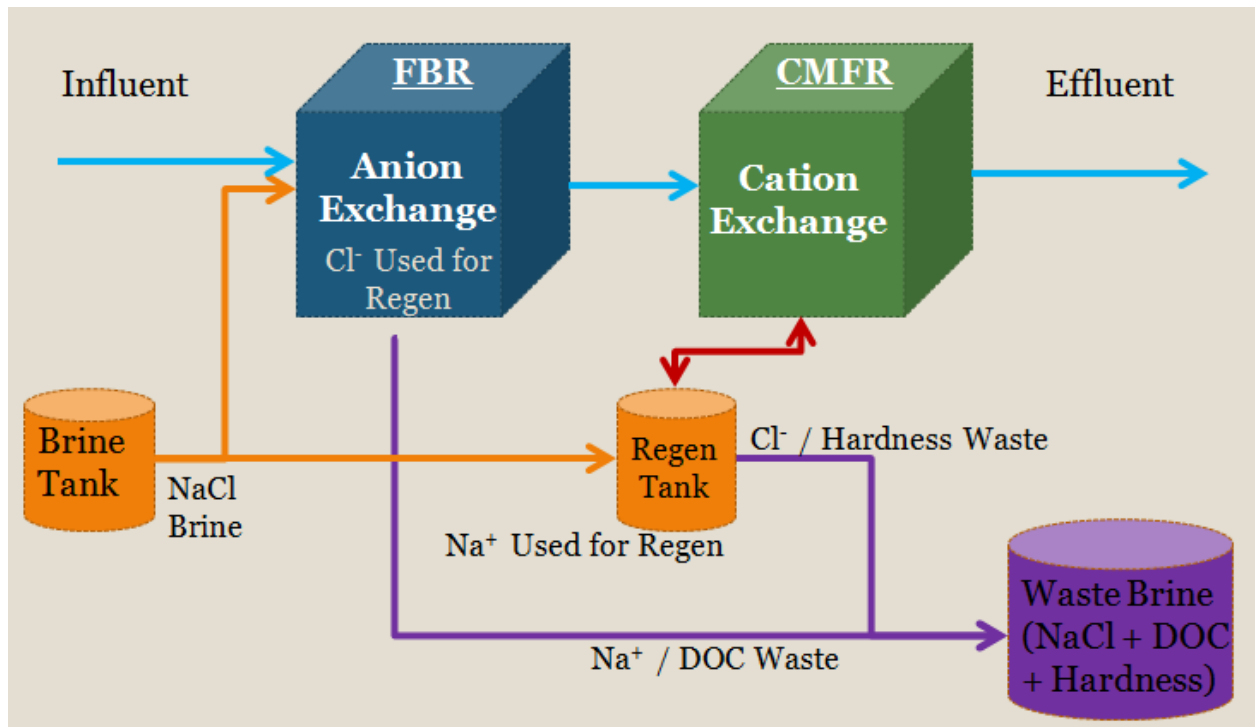 Influent
FBR
Anion
Exchange
Cl⁻ Used for
Regen
CMFR
Cation
Exchange
Effluent
Brine
Tank
NaCl
Brine
Regen
Tank
Cl⁻ / Hardness Waste
Na⁺ Used for Regen
Na⁺ / DOC Waste
Waste Brine
(NaCl + DOC
+ Hardness)